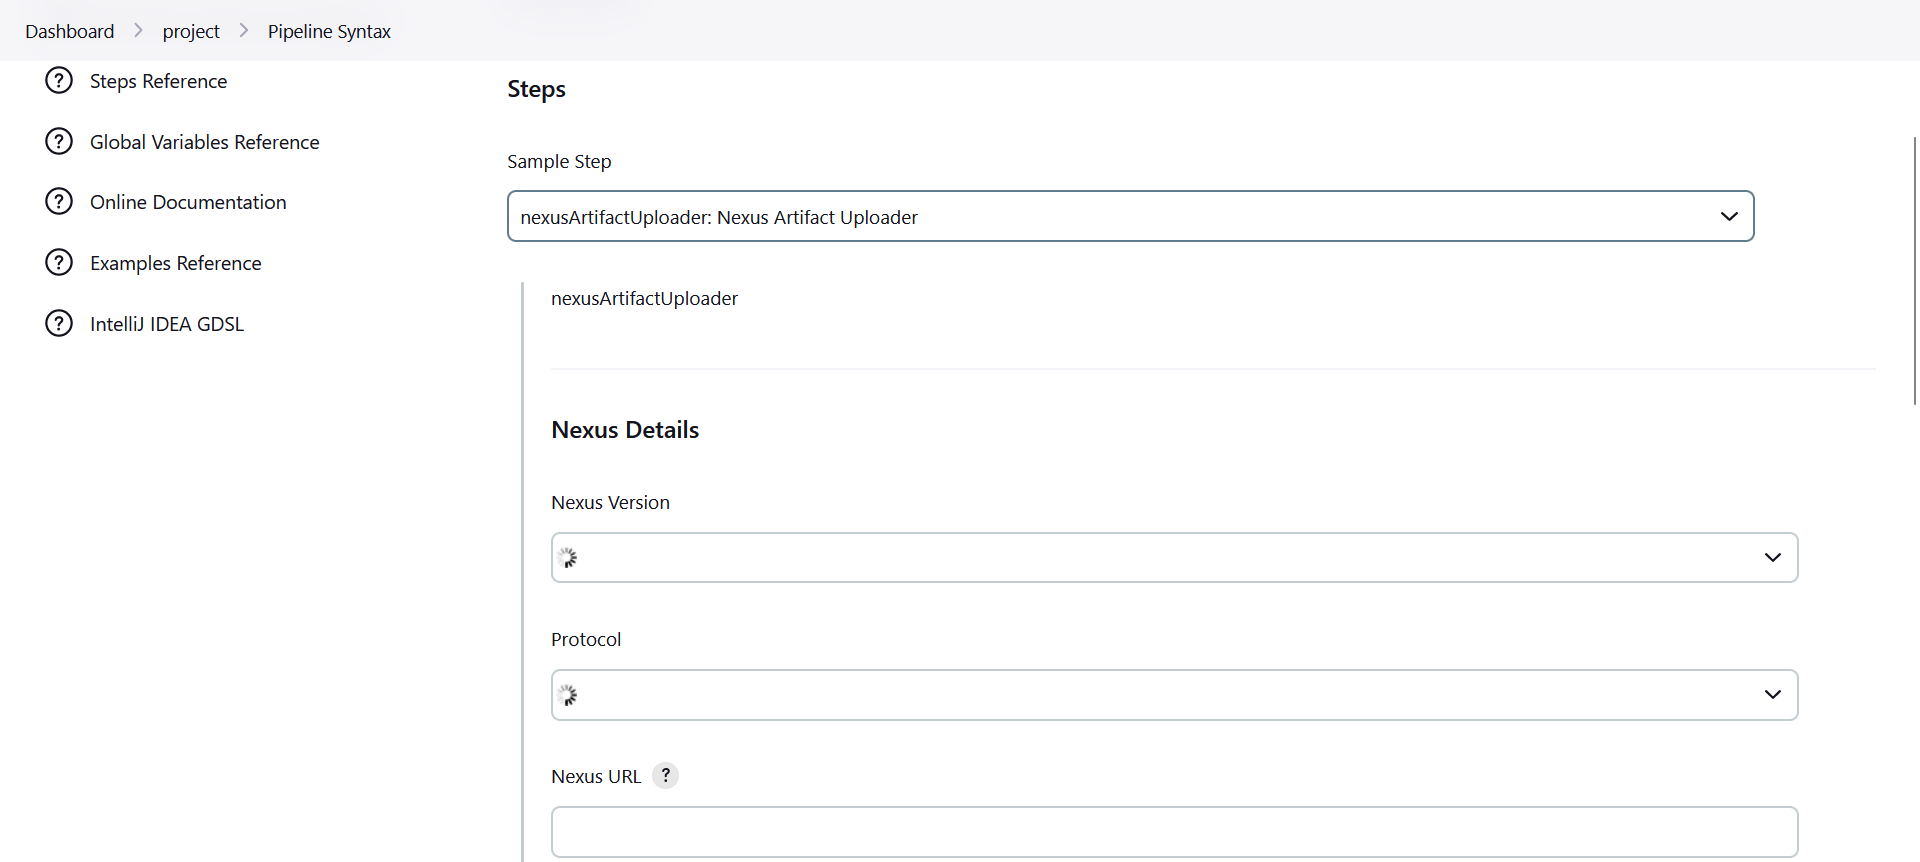 Dashboard > project > Pipeline Syntax
Steps Reference
Global Variables Reference
Online Documentation
Examples Reference
IntelliJ IDEA GDSL
Steps
Sample Step
nexusArtifactUploader: Nexus Artifact Uploader
nexusArtifactUploader
Nexus Details
Nexus Version
Protocol
Nexus URL ?